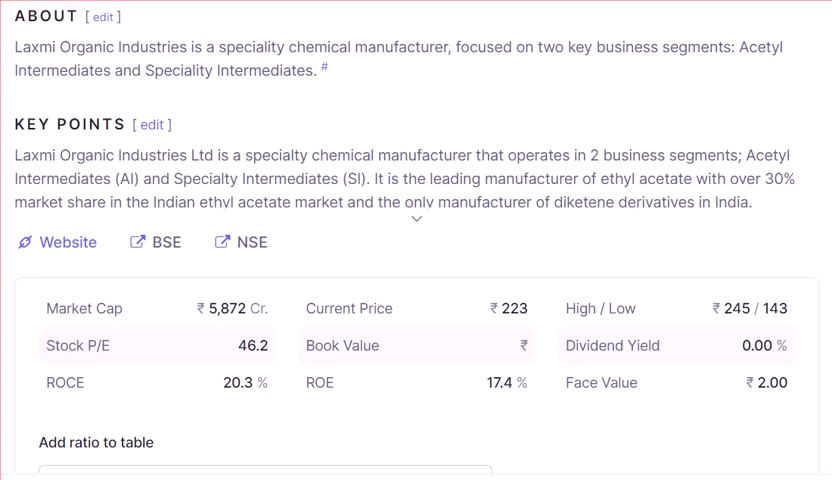 ABOUT [ edit ]
Laxmi Organic Industries is a speciality chemical manufacturer, focused on two key business segments: Acetyl
Intermediates and Speciality Intermediates. #
KEY POINTS [ edit ]
Laxmi Organic Industries Ltd is a specialty chemical manufacturer that operates in 2 business segments; Acetyl
Intermediates (AI) and Specialty Intermediates (SI). It is the leading manufacturer of ethyl acetate with over 30%
market share in the Indian ethyl acetate market and the only manufacturer of diketene derivatives in India.
Website BSE NSE
Market Cap ₹ 5,872 Cr. Current Price ₹ 223 High / Low ₹ 245 / 143
Stock P/E 46.2 Book Value ₹ Dividend Yield 0.00 %
ROCE 20.3 % ROE 17.4 % Face Value ₹ 2.00
Add ratio to table